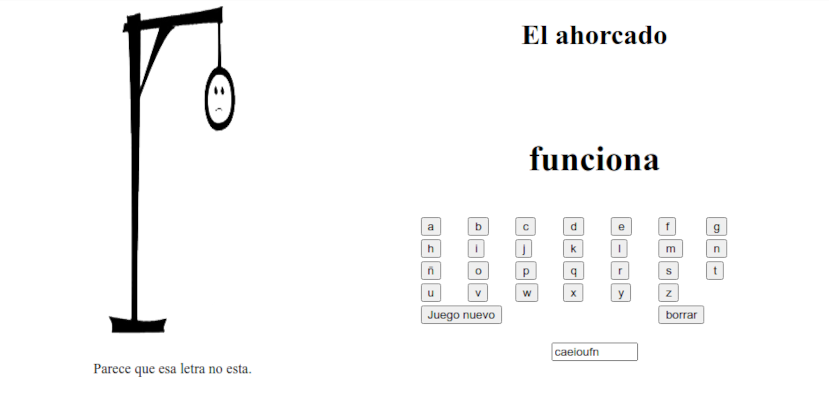 El ahorcado
funciona
a b c d e f g
h i j k l m n
ñ o p q r s t
u v w x y z
Juego nuevo borrar
caeioufn
Parece que esa letra no esta.